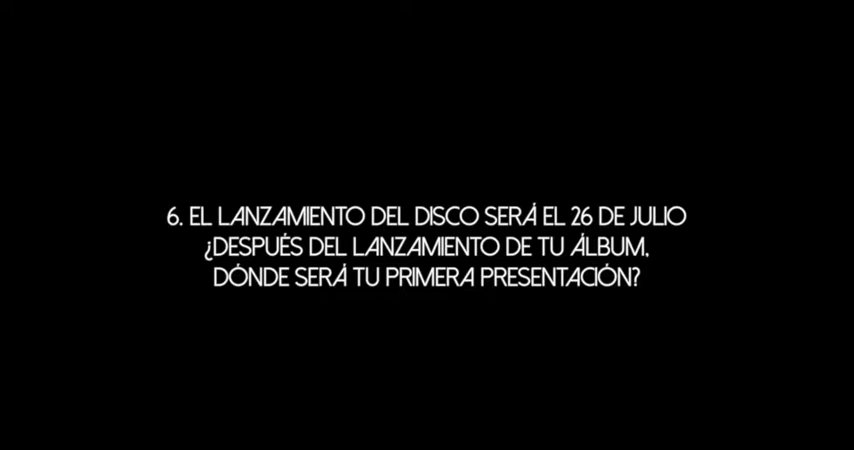 6. EL LANZAMIENTO DEL DISCO SERÁ EL 26 DE JULIO
¿DESPUÉS DEL LANZAMIENTO DE TU ÁLBUM,
DÓNDE SERÁ TU PRIMERA PRESENTACIÓN?